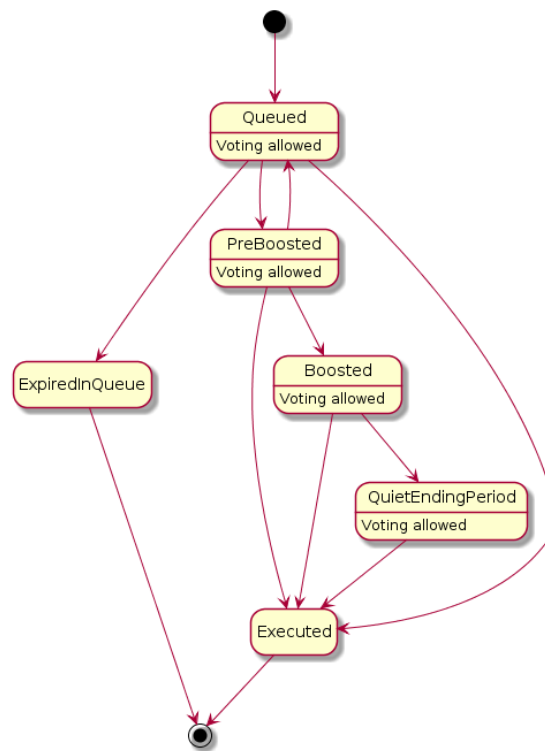 Queued
Voting allowed
PreBoosted
Voting allowed
ExpiredInQueue
Boosted
Voting allowed
QuietEndingPeriod
Voting allowed
Executed